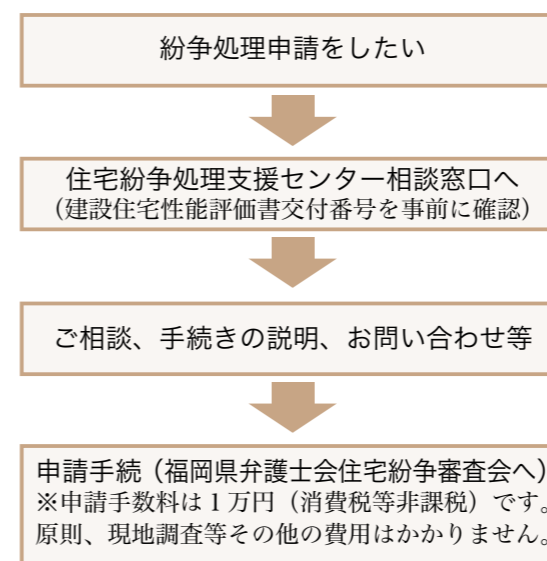 紛争処理申請をしたい
住宅紛争処理支援センター相談窓口へ
（建設住宅性能評価書交付番号を事前に確認）
ご相談、手続きの説明、お問い合わせ等
申請手続（福岡県弁護士会住宅紛争審査会へ）
※申請手数料は１万円（消費税等非課税）です。
原則、現地調査等その他の費用はかかりません。